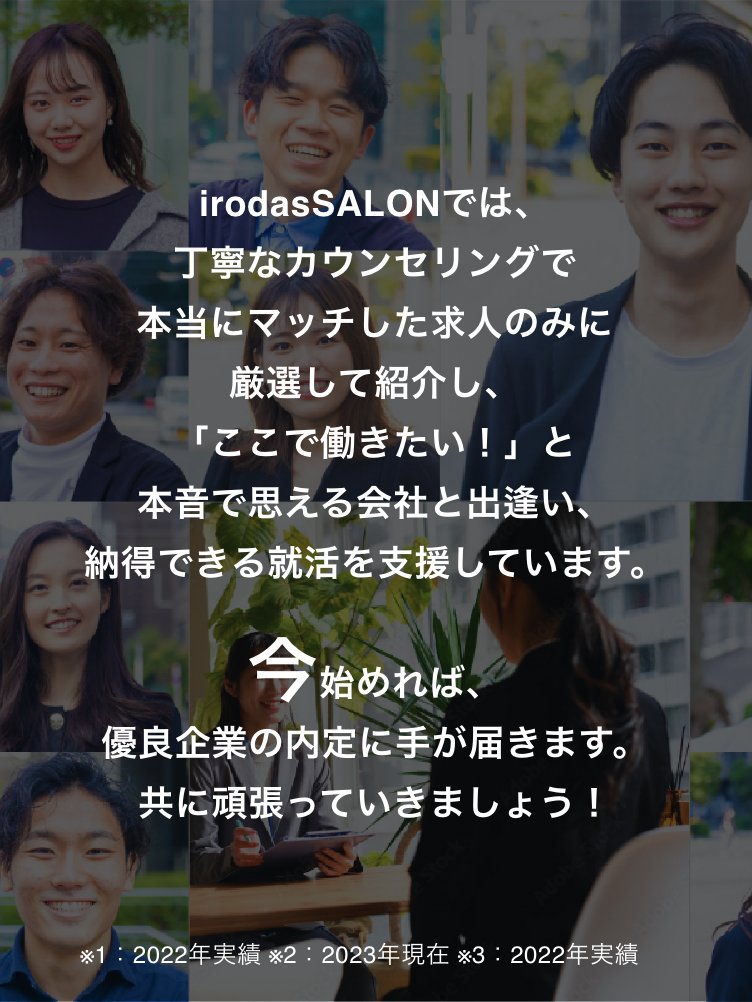 irodasSALONでは、
丁寧なカウンセリングで
本当にマッチした求人のみに
厳選して紹介し、
「ここで働きたい！」と
本音で思える会社と出逢い、
納得できる就活を支援しています。
今始めれば、
優良企業の内定に手が届きます。
共に頑張っていきましょう！
※1：2022年実績 ※2：2023年現在 ※3：2022年実績